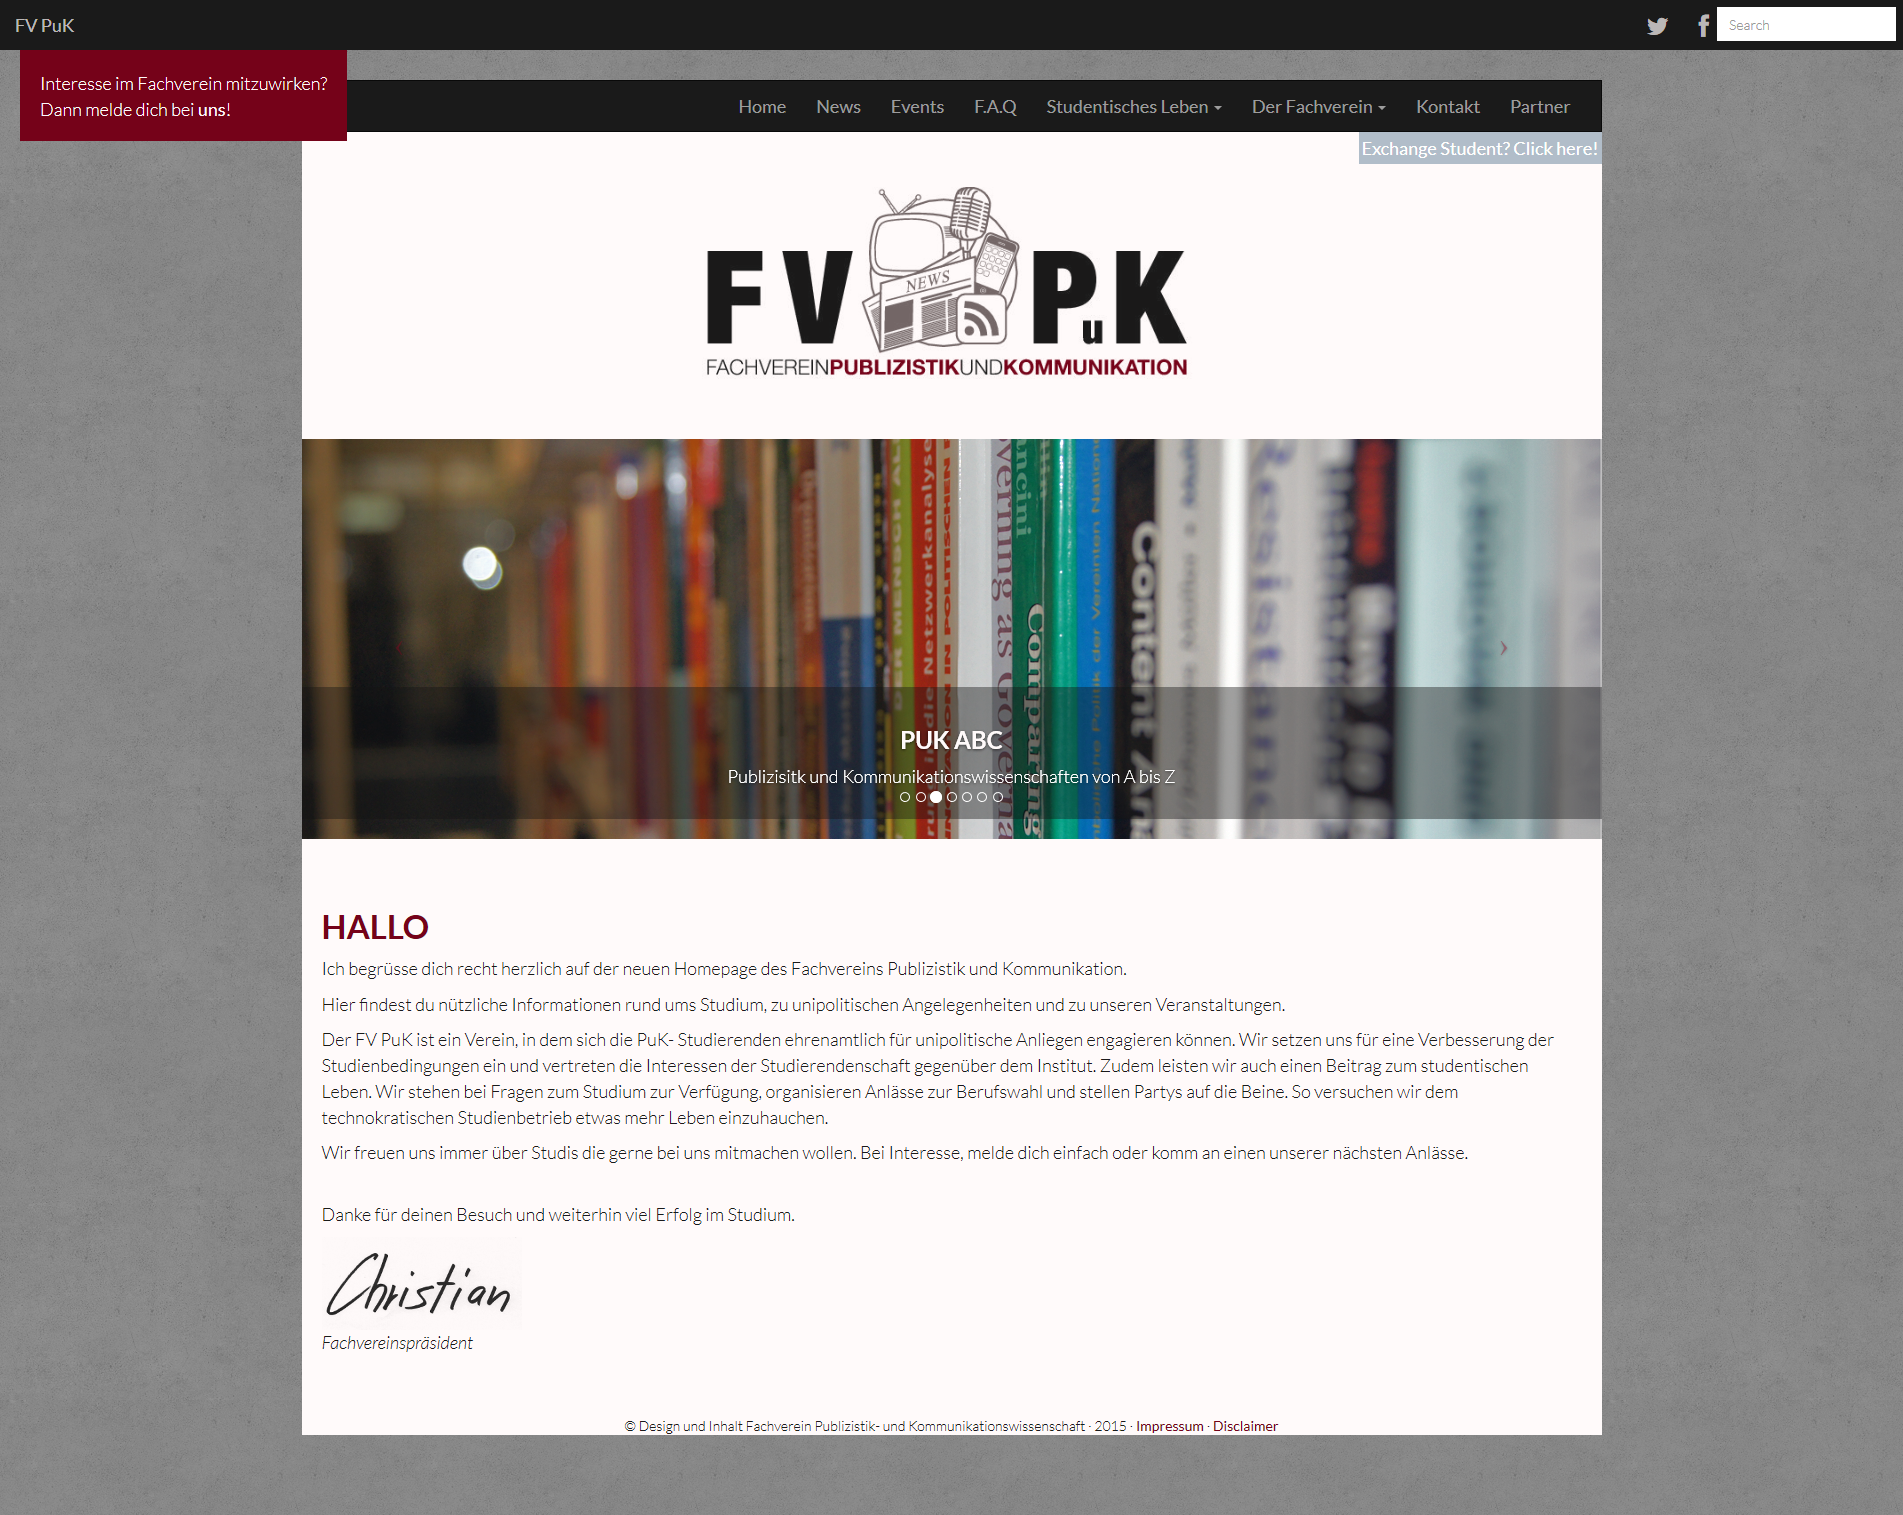 FV PuK
Search
Interesse im Fachverein mitzuwirken?
Dann melde dich bei uns!
Home News Events F.A.Q Studentisches Leben Der Fachverein Kontakt Partner
Exchange Student? Click here!
NEWS
F V P u K
FACHVEREINPUBLIZISTIKUNDKOMMUNIKATION
Netzwerkanalyse
Comparing
Content
PUK ABC
Publizisitk und Kommunikationswissenschaften von A bis Z
HALLO
Ich begrüsse dich recht herzlich auf der neuen Homepage des Fachvereins Publizistik und Kommunikation.
Hier findest du nützliche Informationen rund ums Studium, zu unipolitischen Angelegenheiten und zu unseren Veranstaltungen.
Der FV PuK ist ein Verein, in dem sich die PuK- Studierenden ehrenamtlich für unipolitische Anliegen engagieren können. Wir setzen uns für eine Verbesserung der
Studienbedingungen ein und vertreten die Interessen der Studierendenschaft gegenüber dem Institut. Zudem leisten wir auch einen Beitrag zum studentischen
Leben. Wir stehen bei Fragen zum Studium zur Verfügung, organisieren Anlässe zur Berufswahl und stellen Partys auf die Beine. So versuchen wir dem
technokratischen Studienbetrieb etwas mehr Leben einzuhauchen.
Wir freuen uns immer über Studis die gerne bei uns mitmachen wollen. Bei Interesse, melde dich einfach oder komm an einen unserer nächsten Anlässe.
Danke für deinen Besuch und weiterhin viel Erfolg im Studium.
Christian
Fachvereinspräsident
© Design und Inhalt Fachverein Publizistik- und Kommunikationswissenschaft · 2015 · Impressum · Disclaimer